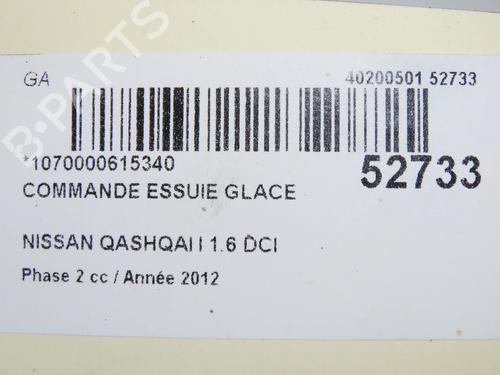 GA
40200501 52733
*1070000615340
52733
COMMANDE ESSUIE GLACE
NISSAN QASHQAI I 1.6 DCI
Phase 2 cc / Année 2012
B-PARTS